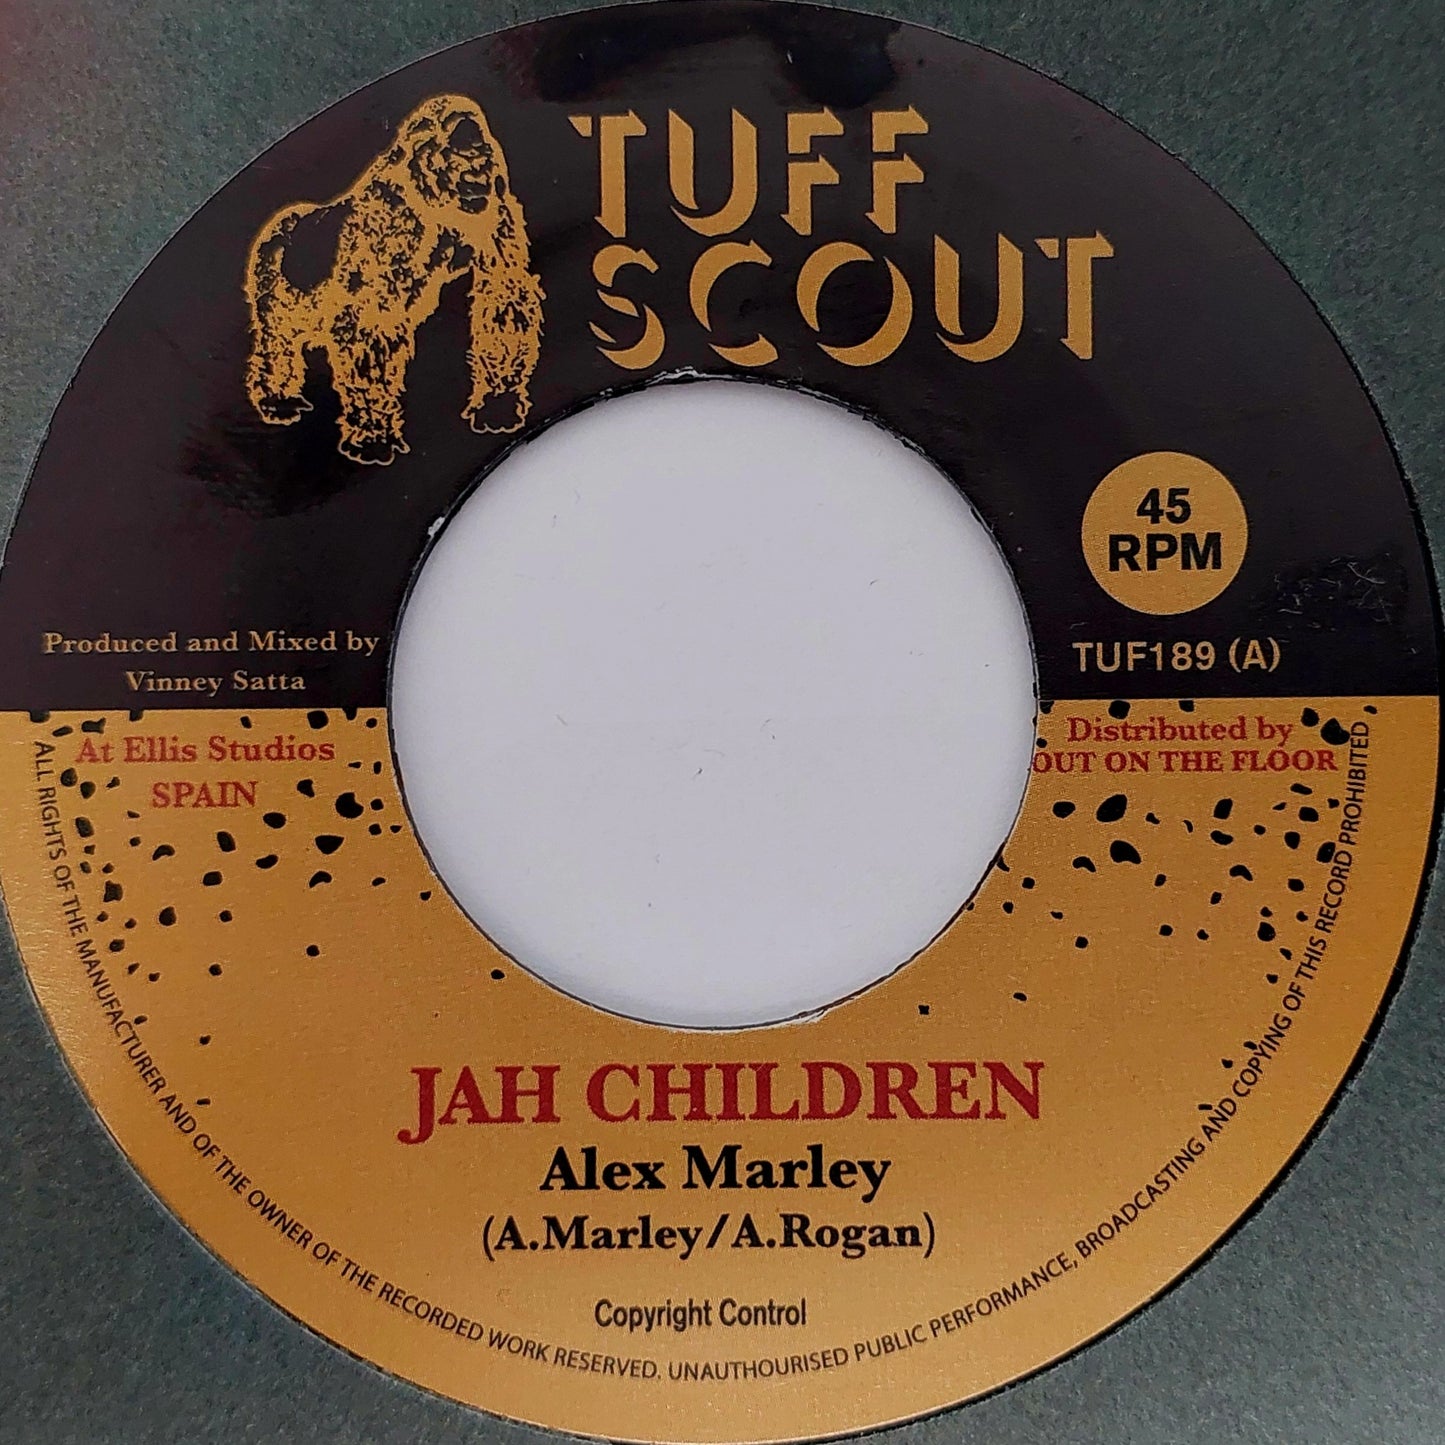 TUFF
SCOUT
45
RPM
TUF189 (A)
Produced and Mixed by
Vinney Satta
At Ellis Studios
SPAIN
Distributed by
OUT ON THE FLOOR
JAH CHILDREN
Alex Marley
(A.Marley/A.Rogan)
Copyright Control
ALL RIGHTS OF THE MANUFACTURER AND OF THE OWNER OF THE RECORDED WORK RESERVED. UNAUTHOURISED PUBLIC PERFORMANCE, BROADCASTING AND COPYING OF THIS RECORD PROHIBITED